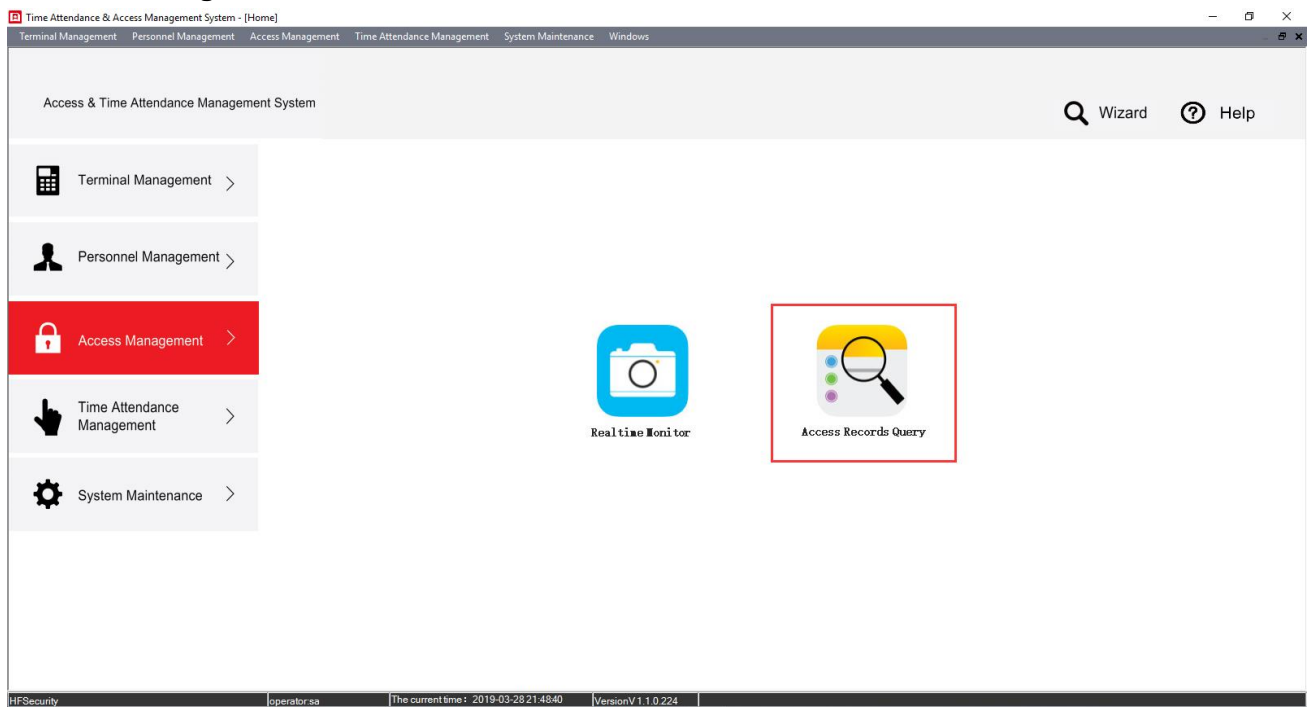 Time Attendance & Access Management System - [Home]
Terminal Management Personnel Management Access Management Time Attendance Management System Maintenance Windows
Access & Time Attendance Management System
Wizard
Help
Terminal Management
Personnel Management
Access Management
Time Attendance
Management
System Maintenance
Realtime Monitor
Access Records Query
HFSecurity operator:sa The current time: 2019-03-28 21:48:40 VersionV 1.1.0.224